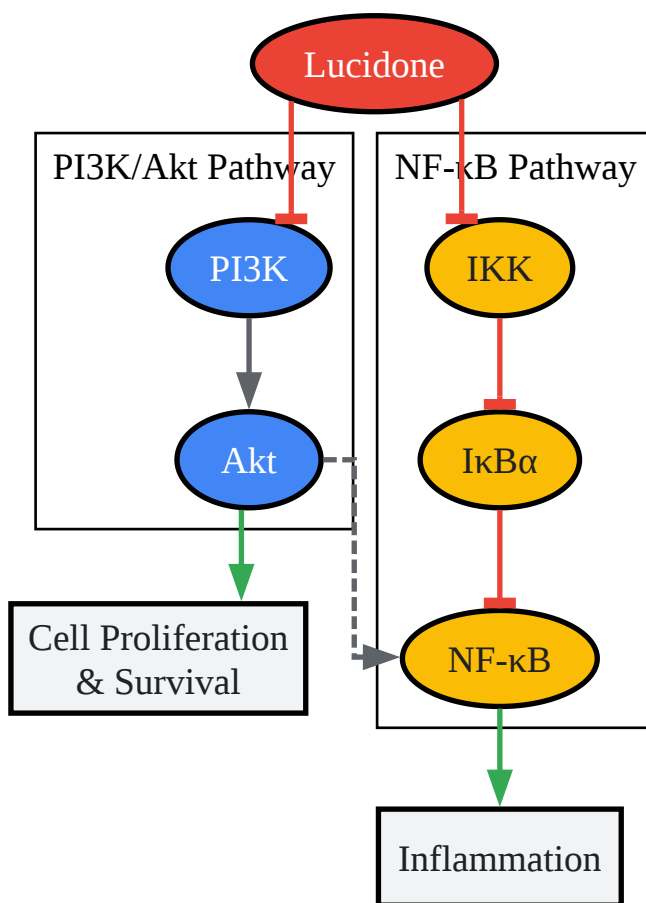 Lucidone
PI3K/Akt Pathway
NF-κB Pathway
PI3K
IKK
Akt
IκBα
Cell Proliferation
& Survival
NF-κB
Inflammation